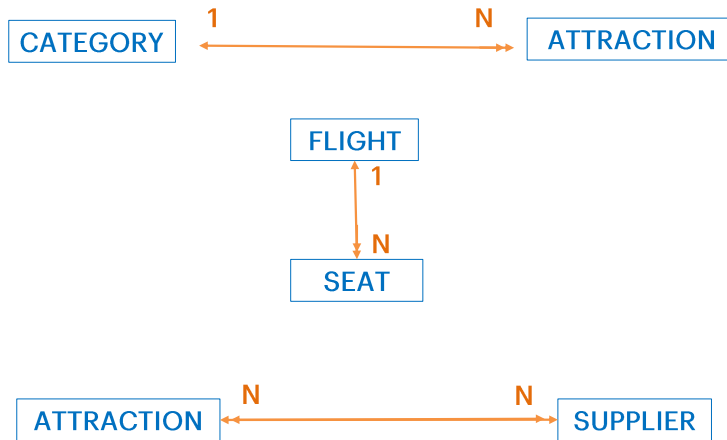 1 N
CATEGORY ATTRACTION
FLIGHT
1
N
SEAT
N N
ATTRACTION SUPPLIER